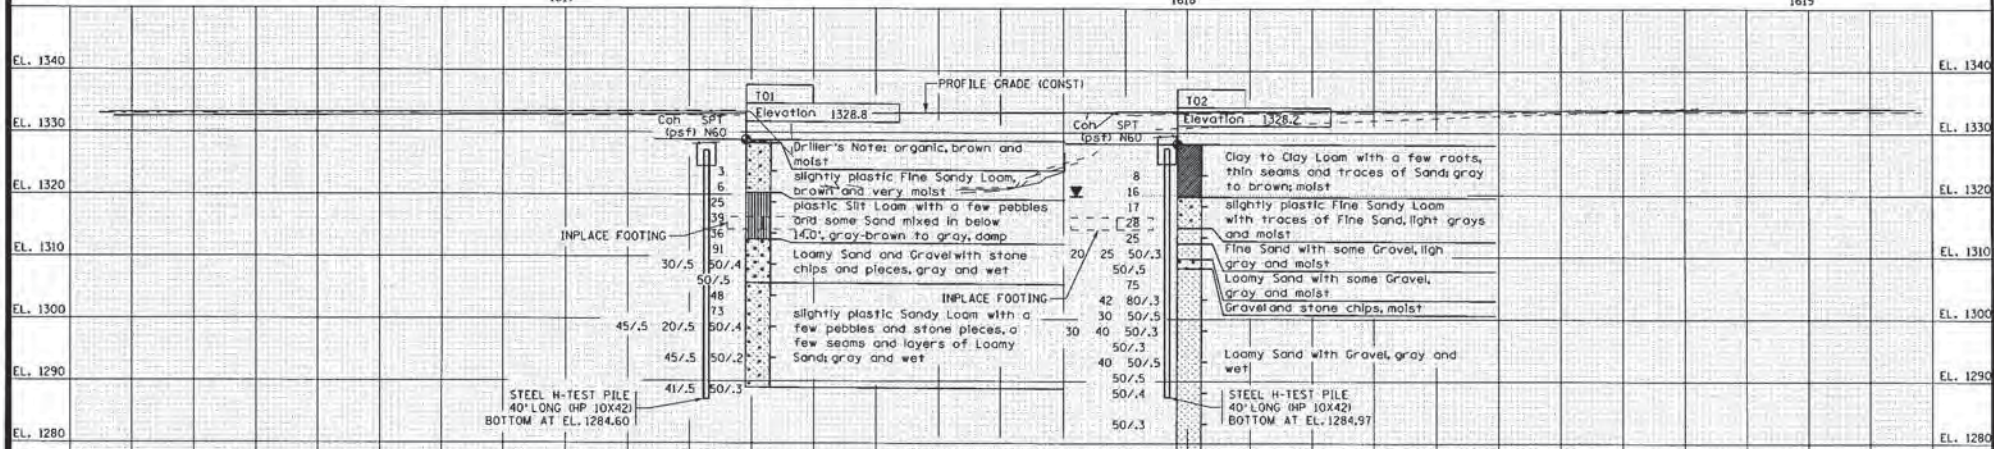 1618
1619
EL. 1340
EL. 1330
EL. 1320
EL. 1310
EL. 1300
EL. 1290
EL. 1280
PROFILE GRADE (CONST)
T01
Elevation 1328.8
Coh SPT
(psf) N60
3
6
25
39
36
91
30/.5 50/.4
50/.5
48
73
45/.5 20/.5 50/.4
45/.5 50/.2
41/.5 50/.3
Driller's Note: organic, brown and
moist
slightly plastic Fine Sandy Loam,
brown and very moist
plastic Silt Loam with a few pebbles
and some Sand mixed in below
14.0', gray-brown to gray, damp
Loamy Sand and Gravel with stone
chips and pieces, gray and wet
slightly plastic Sandy Loam with a
few pebbles and stone pieces, a
few seams and layers of Loamy
Sand; gray and wet
INPLACE FOOTING
STEEL H-TEST PILE
40' LONG (HP 10X42)
BOTTOM AT EL. 1284.60
T02
Elevation 1328.2
Coh SPT
(psf) N60
8
16
17
28
25
20 25 50/.3
50/.5
75
42 80/.3
30 50/.5
30 40 50/.3
50/.3
40 50/.5
50/.5
50/.4
50/.3
INPLACE FOOTING
Clay to Clay Loam with a few roots,
thin seams and traces of Sand; gray
to brown; moist
slightly plastic Fine Sandy Loam
with traces of Fine Sand, light grays
and moist
Fine Sand with some Gravel, ligh
gray and moist
Loamy Sand with some Gravel,
gray and moist
Gravel and stone chips, moist
Loamy Sand with Gravel, gray and
wet
STEEL H-TEST PILE
40' LONG (HP 10X42)
BOTTOM AT EL. 1284.97
EL. 1340
EL. 1330
EL. 1320
EL. 1310
EL. 1300
EL. 1290
EL. 1280